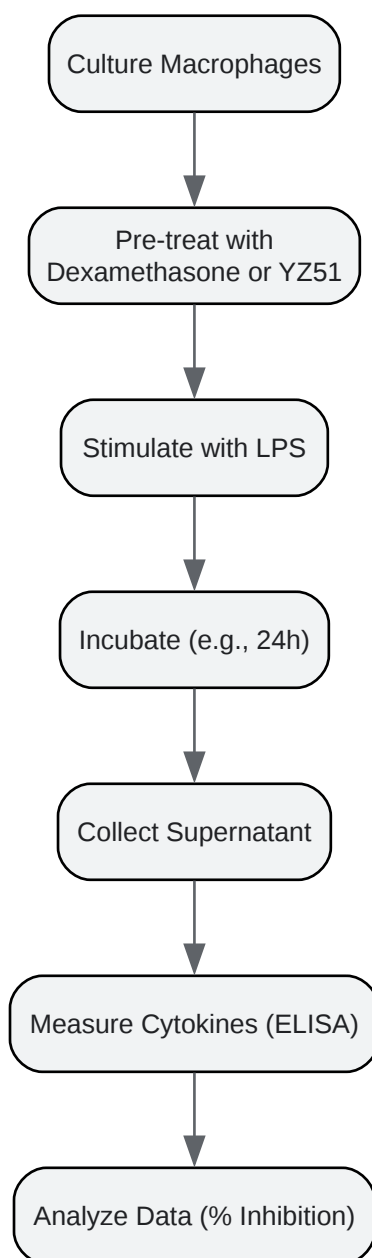 Culture Macrophages
Pre-treat with
Dexamethasone or YZ51
Stimulate with LPS
Incubate (e.g., 24h)
Collect Supernatant
Measure Cytokines (ELISA)
Analyze Data (% Inhibition)